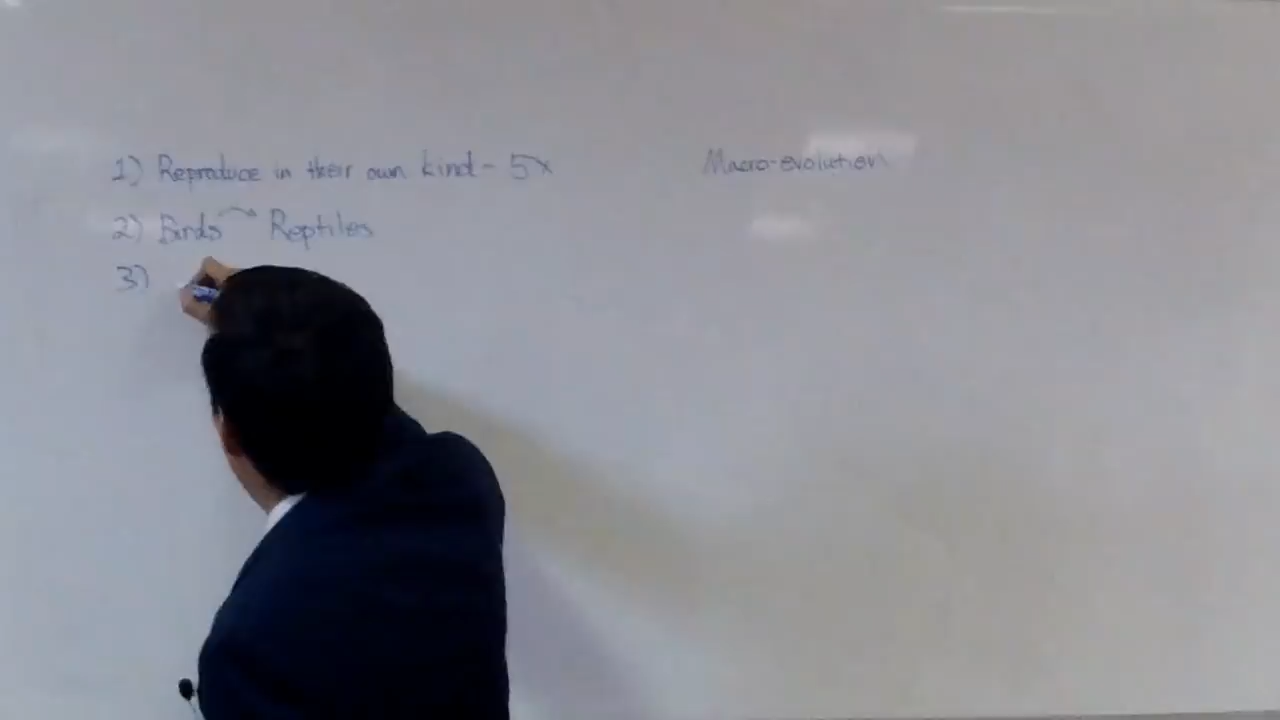 1) Reproduce in their own kind - 5x
Macro-evolution
2) Birds → Reptiles
3)